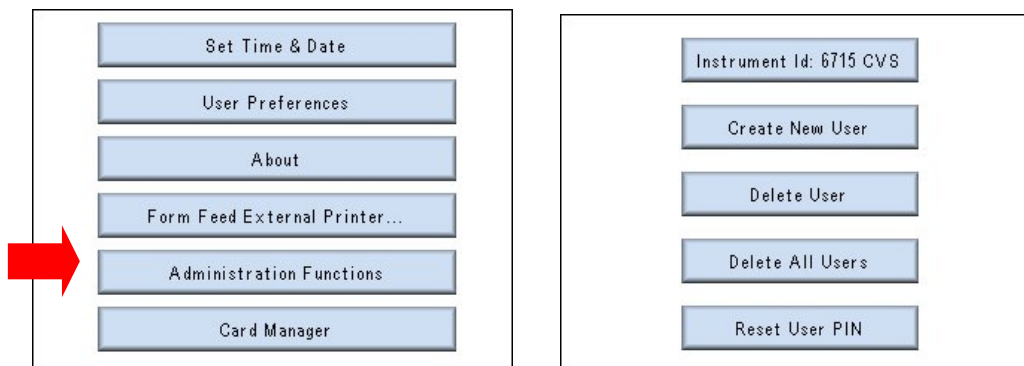 Set Time & Date
User Preferences
About
Form Feed External Printer...
Administration Functions
Card Manager
Instrument Id: 6715 CVS
Create New User
Delete User
Delete All Users
Reset User PIN